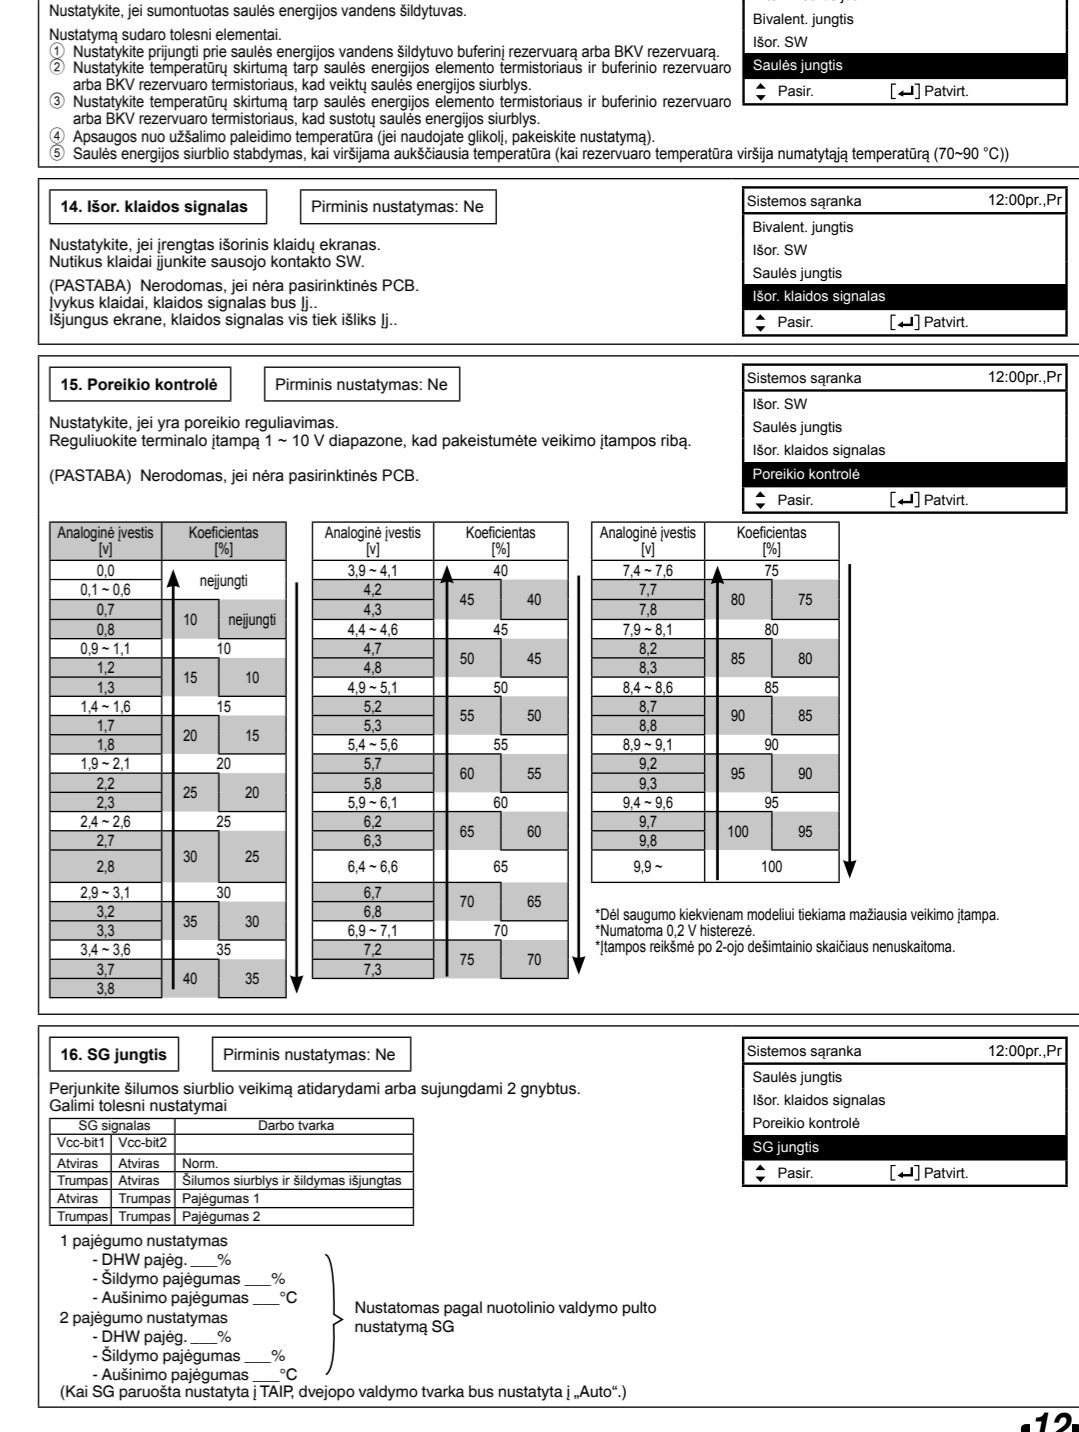 Nustatykite, jei sumontuotas saulės energijos vandens šildytuvas.
Nustatymą sudaro tolesni elementai.
① Nustatykite prijungti prie saulės energijos vandens šildytuvo buferinį rezervuarą arba BKV rezervuarą.
② Nustatykite temperatūrų skirtumą tarp saulės energijos elemento termistoriaus ir buferinio rezervuaro
arba BKV rezervuaro termistoriaus, kad veiktų saulės energijos siurblys.
③ Nustatykite temperatūrų skirtumą tarp saulės energijos elemento termistoriaus ir buferinio rezervuaro
arba BKV rezervuaro termistoriaus, kad sustotų saulės energijos siurblys.
④ Apsaugos nuo užšalimo paleidimo temperatūra (jei naudojate glikolį, pakeiskite nustatymą).
⑤ Saulės energijos siurblio stabdymas, kai viršijama aukščiausia temperatūra (kai rezervuaro temperatūra viršija numatytąją temperatūrą (70~90 °C))
Bivalent. jungtis
Išor. SW
Saulės jungtis
Pasir. [↵] Patvirt.
14. Išor. klaidos signalas Pirminis nustatymas: Ne
Nustatykite, jei įrengtas išorinis klaidų ekranas.
Nutikus klaidai įjunkite sausojo kontakto SW.
(PASTABA) Nerodomas, jei nėra pasirinktinės PCB.
Įvykus klaidai, klaidos signalas bus Įj..
Išjungus ekrane, klaidos signalas vis tiek išliks Įj..
Sistemos sąranka 12:00pr.,Pr
Bivalent. jungtis
Išor. SW
Saulės jungtis
Išor. klaidos signalas
Pasir. [↵] Patvirt.
15. Poreikio kontrolė Pirminis nustatymas: Ne
Nustatykite, jei yra poreikio reguliavimas.
Reguliuokite terminalo įtampą 1 ~ 10 V diapazone, kad pakeistumėte veikimo įtampos ribą.
(PASTABA) Nerodomas, jei nėra pasirinktinės PCB.
Sistemos sąranka 12:00pr.,Pr
Išor. SW
Saulės jungtis
Išor. klaidos signalas
Poreikio kontrolė
Pasir. [↵] Patvirt.
Analoginė įvestis [v] Koeficientas [%]
0,0 neįjungti
0,1 ~ 0,6
0,7 10 neįjungti
0,8
0,9 ~ 1,1 10
1,2 15 10
1,3
1,4 ~ 1,6 15
1,7 20 15
1,8
1,9 ~ 2,1 20
2,2 25 20
2,3
2,4 ~ 2,6 25
2,7 30 25
2,8
2,9 ~ 3,1 30
3,2 35 30
3,3
3,4 ~ 3,6 35
3,7 40 35
3,8
Analoginė įvestis [v] Koeficientas [%]
3,9 ~ 4,1 40
4,2 45 40
4,3
4,4 ~ 4,6 45
4,7 50 45
4,8
4,9 ~ 5,1 50
5,2 55 50
5,3
5,4 ~ 5,6 55
5,7 60 55
5,8
5,9 ~ 6,1 60
6,2 65 60
6,3
6,4 ~ 6,6 65
6,7 70 65
6,8
6,9 ~ 7,1 70
7,2 75 70
7,3
Analoginė įvestis [v] Koeficientas [%]
7,4 ~ 7,6 75
7,7 80 75
7,8
7,9 ~ 8,1 80
8,2 85 80
8,3
8,4 ~ 8,6 85
8,7 90 85
8,8
8,9 ~ 9,1 90
9,2 95 90
9,3
9,4 ~ 9,6 95
9,7 100 95
9,8
9,9 ~ 100
*Dėl saugumo kiekvienam modeliui tiekiama mažiausia veikimo įtampa.
*Numatoma 0,2 V histerezė.
*Įtampos reikšmė po 2-ojo dešimtainio skaičiaus nenuskaitoma.
16. SG jungtis Pirminis nustatymas: Ne
Perjunkite šilumos siurblio veikimą atidarydami arba sujungdami 2 gnybtus.
Galimi tolesni nustatymai
SG signalas Darbo tvarka
Vcc-bit1 Vcc-bit2
Atviras Atviras Norm.
Trumpas Atviras Šilumos siurblys ir šildymas išjungtas
Atviras Trumpas Pajėgumas 1
Trumpas Trumpas Pajėgumas 2
Sistemos sąranka 12:00pr.,Pr
Saulės jungtis
Išor. klaidos signalas
Poreikio kontrolė
SG jungtis
Pasir. [↵] Patvirt.
1 pajėgumo nustatymas
- DHW pajėg. ___%
- Šildymo pajėgumas ___%
- Aušinimo pajėgumas ___°C
2 pajėgumo nustatymas
- DHW pajėg. ___%
- Šildymo pajėgumas ___%
- Aušinimo pajėgumas ___°C
Nustatomas pagal nuotolinio valdymo pulto
nustatymą SG
(Kai SG paruošta nustatyta į TAIP, dvejopo valdymo tvarka bus nustatyta į „Auto“.)
12